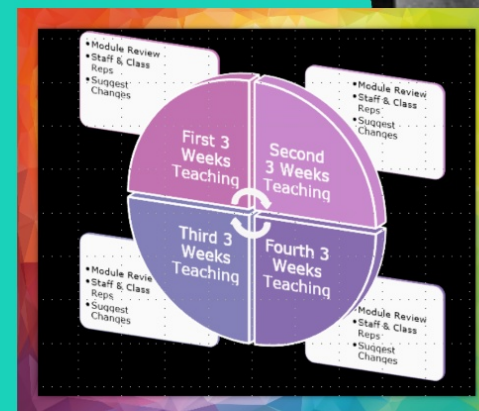 •Module Review
•Staff & Class
Reps
•Suggest
Changes
•Module Review
•Staff & Class
Reps
•Suggest
Changes
First 3
Weeks
Teaching
Second
3 Weeks
Teaching
Third 3
Weeks
Teaching
Fourth 3
Weeks
Teaching
•Module Revie
•Staff & Class
Reps
•Suggest
Changes
•Module Review
•Staff & Class
Reps
•Suggest
Changes